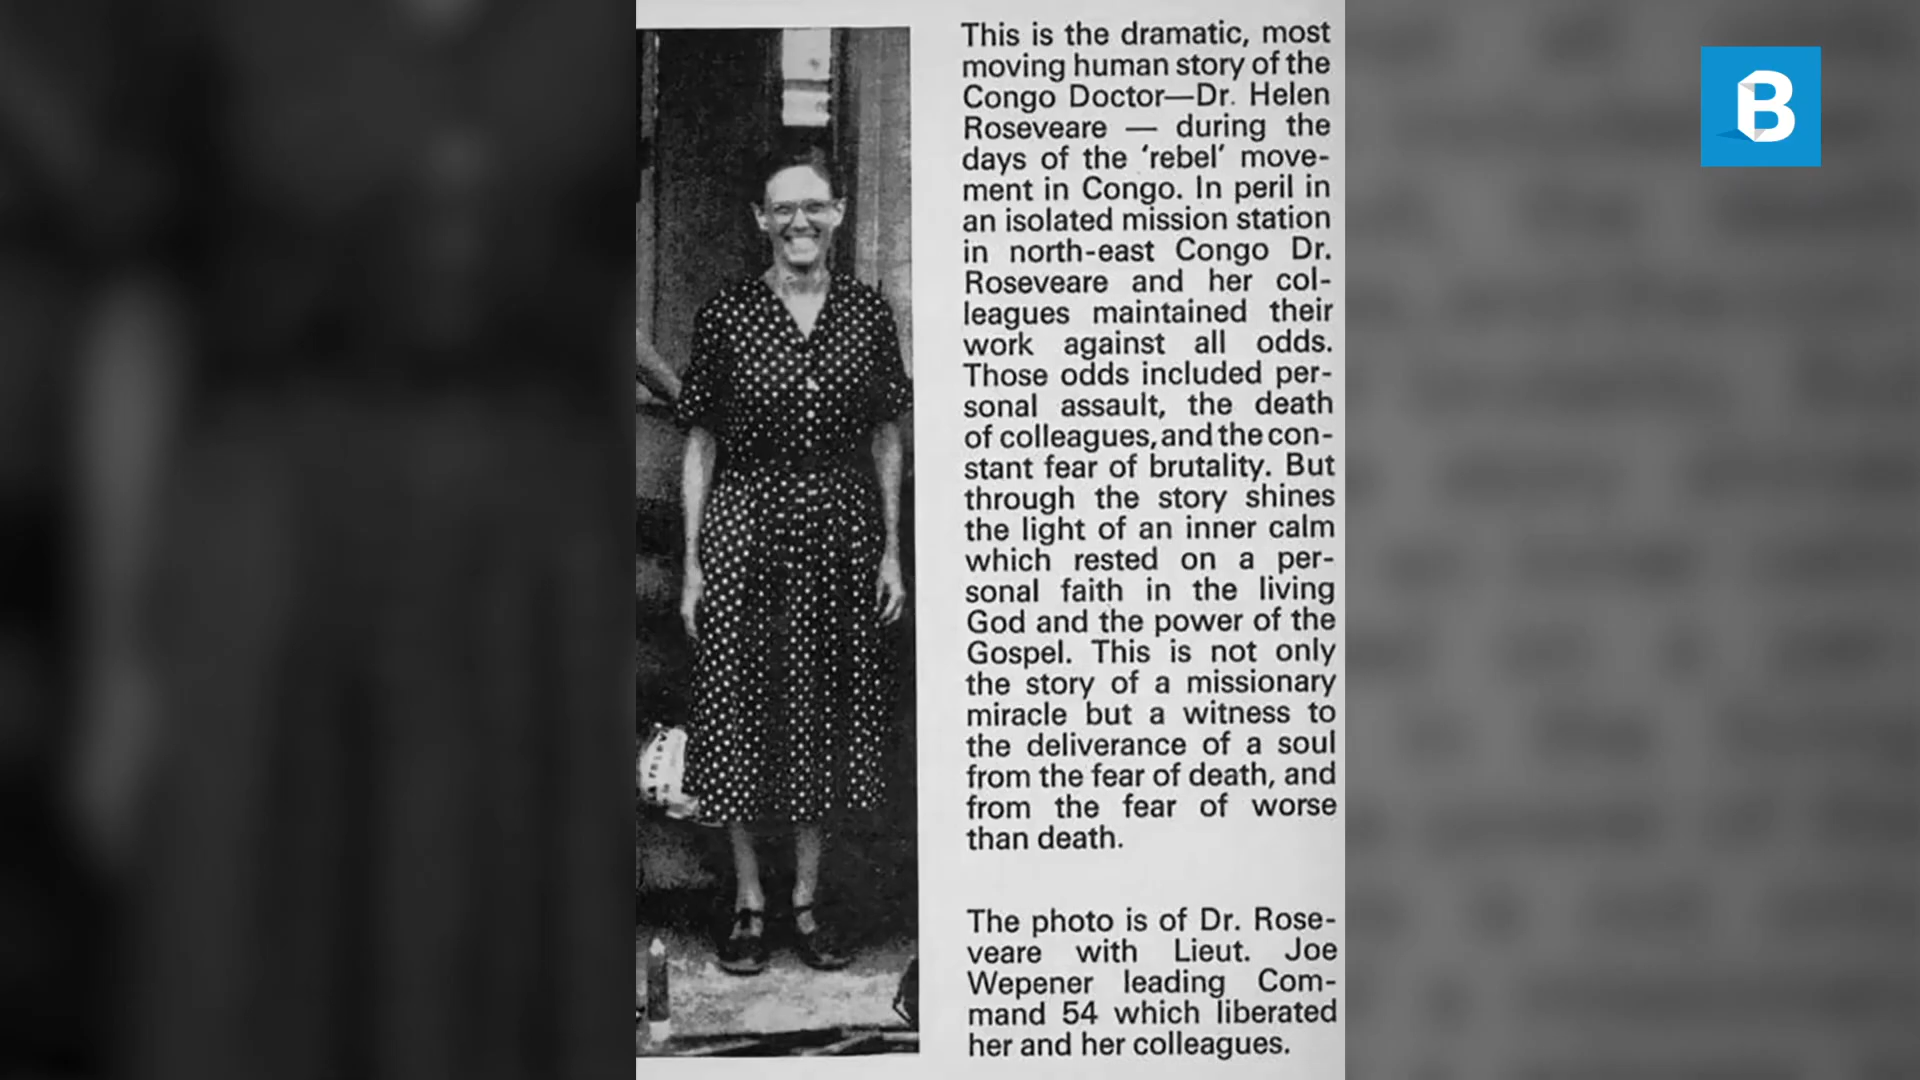 This is the dramatic, most
moving human story of the
Congo Doctor—Dr. Helen
Roseveare — during the
days of the ‘rebel’ move-
ment in Congo. In peril in
an isolated mission station
in north-east Congo Dr.
Roseveare and her col-
leagues maintained their
work against all odds.
Those odds included per-
sonal assault, the death
of colleagues, and the con-
stant fear of brutality. But
through the story shines
the light of an inner calm
which rested on a per-
sonal faith in the living
God and the power of the
Gospel. This is not only
the story of a missionary
miracle but a witness to
the deliverance of a soul
from the fear of death, and
from the fear of worse
than death.
The photo is of Dr. Rose-
veare with Lieut. Joe
Wepener leading Com-
mand 54 which liberated
her and her colleagues.
B